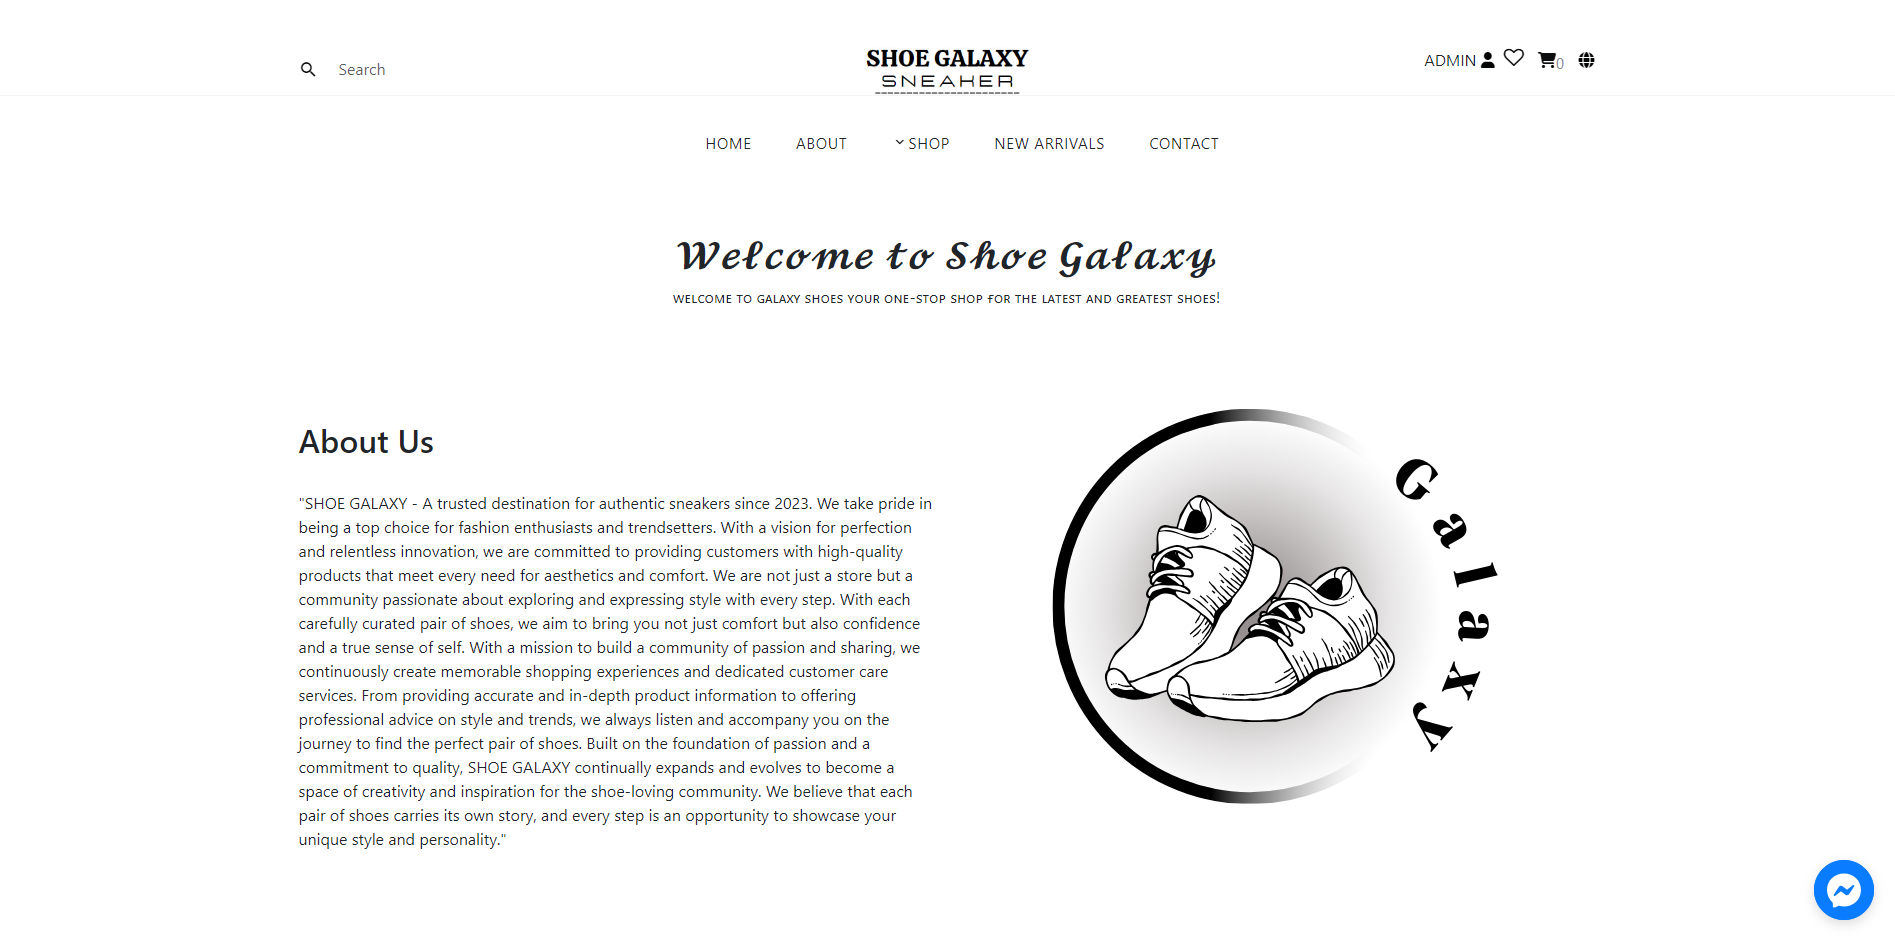 Search
SHOE GALAXY
SNEAKER
ADMIN
0
HOME
ABOUT
SHOP
NEW ARRIVALS
CONTACT
Welcome to Shoe Galaxy
WELCOME TO GALAXY SHOES YOUR ONE-STOP SHOP FOR THE LATEST AND GREATEST SHOES!
About Us
"SHOE GALAXY - A trusted destination for authentic sneakers since 2023. We take pride in
being a top choice for fashion enthusiasts and trendsetters. With a vision for perfection
and relentless innovation, we are committed to providing customers with high-quality
products that meet every need for aesthetics and comfort. We are not just a store but a
community passionate about exploring and expressing style with every step. With each
carefully curated pair of shoes, we aim to bring you not just comfort but also confidence
and a true sense of self. With a mission to build a community of passion and sharing, we
continuously create memorable shopping experiences and dedicated customer care
services. From providing accurate and in-depth product information to offering
professional advice on style and trends, we always listen and accompany you on the
journey to find the perfect pair of shoes. Built on the foundation of passion and a
commitment to quality, SHOE GALAXY continually expands and evolves to become a
space of creativity and inspiration for the shoe-loving community. We believe that each
pair of shoes carries its own story, and every step is an opportunity to showcase your
unique style and personality."
Galaxy